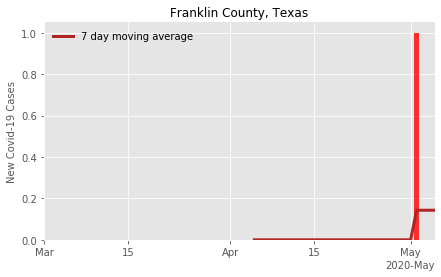 Franklin County, Texas
7 day moving average
New Covid-19 Cases
1.0
0.8
0.6
0.4
0.2
0.0
Mar
15
Apr
15
May
2020-May